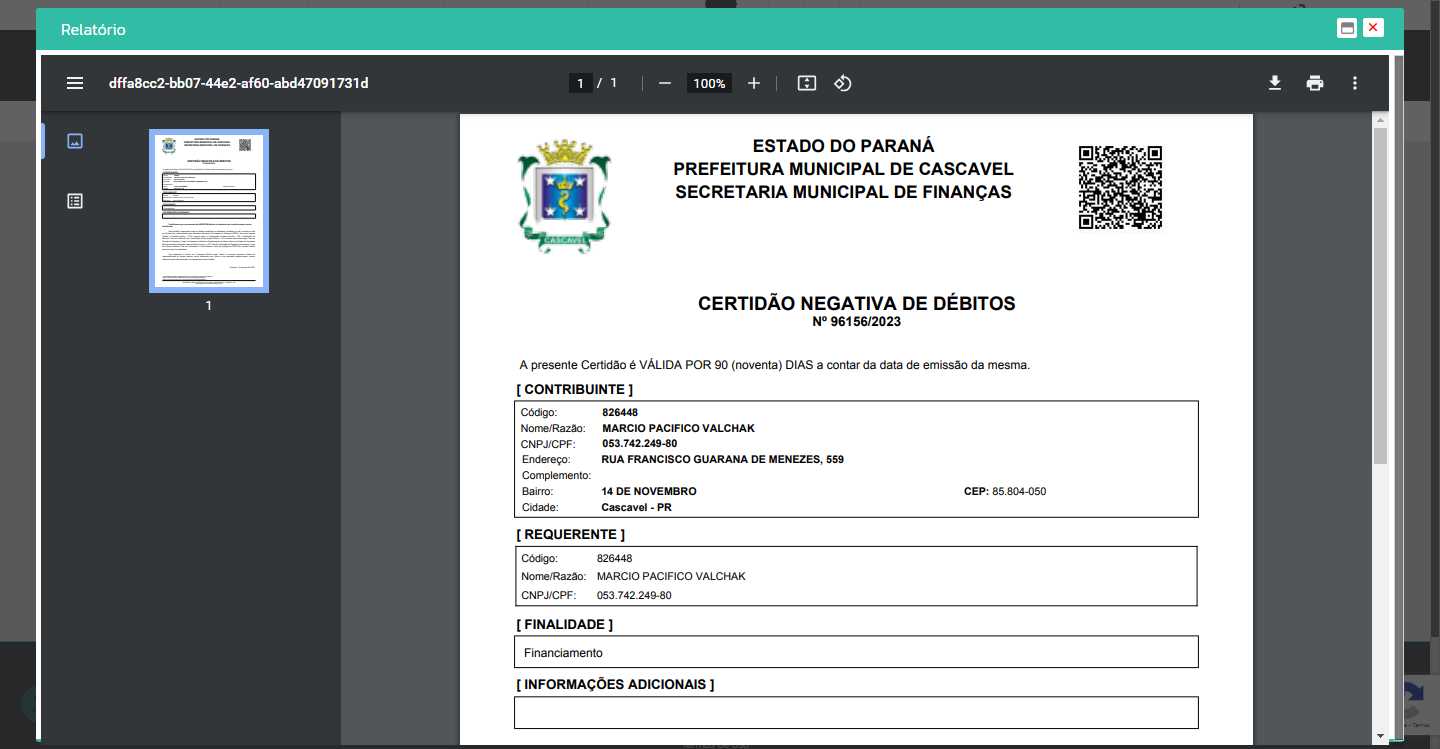 Relatório
dffa8cc2-bb07-44e2-af60-abd47091731d
1 / 1
100%
1
ESTADO DO PARANÁ
PREFEITURA MUNICIPAL DE CASCAVEL
SECRETARIA MUNICIPAL DE FINANÇAS
CASCAVEL
CERTIDÃO NEGATIVA DE DÉBITOS
Nº 96156/2023
A presente Certidão é VÁLIDA POR 90 (noventa) DIAS a contar da data de emissão da mesma.
[ CONTRIBUINTE ]
Código: 826448
Nome/Razão: MARCIO PACIFICO VALCHAK
CNPJ/CPF: 053.742.249-80
Endereço: RUA FRANCISCO GUARANA DE MENEZES, 559
Complemento:
Bairro: 14 DE NOVEMBRO CEP: 85.804-050
Cidade: Cascavel - PR
[ REQUERENTE ]
Código: 826448
Nome/Razão: MARCIO PACIFICO VALCHAK
CNPJ/CPF: 053.742.249-80
[ FINALIDADE ]
Financiamento
[ INFORMAÇÕES ADICIONAIS ]